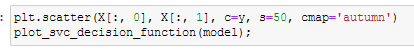 : plt.scatter(X[:, 0], X[:, 1], c=y, s=50, cmap='autumn')
plot_svc_decision_function(model);